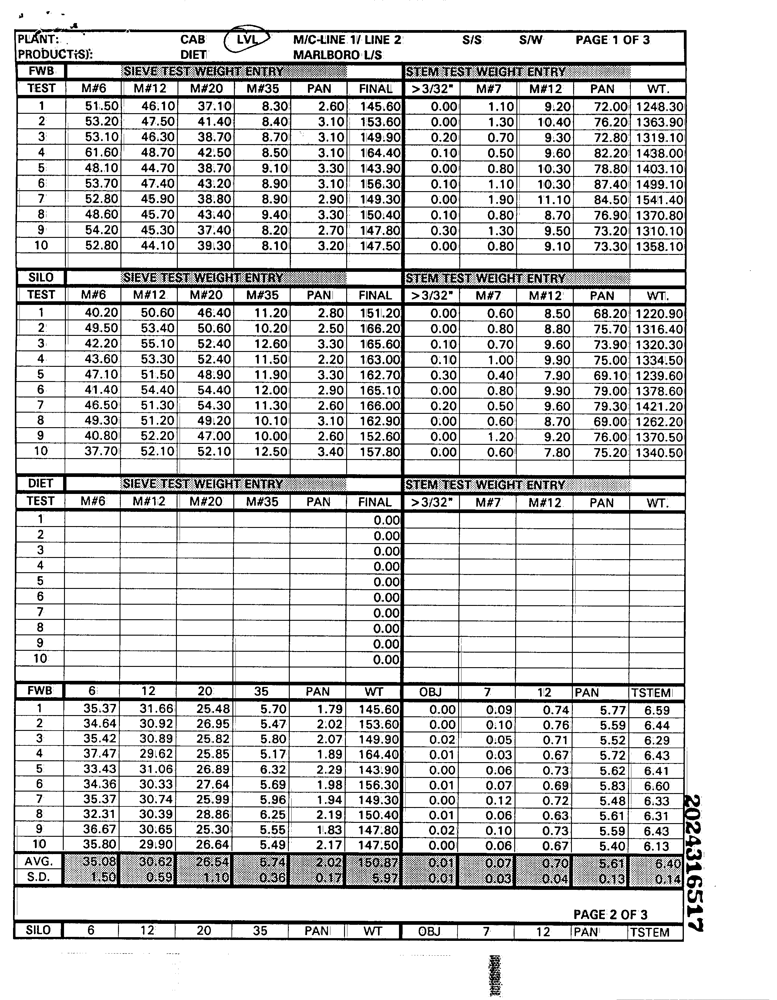 PLANT: CAB LVL M/C-LINE 1/ LINE 2 S/S S/W PAGE 1 OF 3
PRODUCT(S): DIET MARLBORO L/S
FWB SIEVE TEST WEIGHT ENTRY STEM TEST WEIGHT ENTRY
TEST M#6 M#12 M#20 M#35 PAN FINAL >3/32" M#7 M#12 PAN WT.
1 51.50 46.10 37.10 8.30 2.60 145.60 0.00 1.10 9.20 72.00 1248.30
2 53.20 47.50 41.40 8.40 3.10 153.60 0.00 1.30 10.40 76.20 1363.90
3 53.10 46.30 38.70 8.70 3.10 149.90 0.20 0.70 9.30 72.80 1319.10
4 61.60 48.70 42.50 8.50 3.10 164.40 0.10 0.50 9.60 82.20 1438.00
5 48.10 44.70 38.70 9.10 3.30 143.90 0.00 0.80 10.30 78.80 1403.10
6 53.70 47.40 43.20 8.90 3.10 156.30 0.10 1.10 10.30 87.40 1499.10
7 52.80 45.90 38.80 8.90 2.90 149.30 0.00 1.90 11.10 84.50 1541.40
8 48.60 45.70 43.40 9.40 3.30 150.40 0.10 0.80 8.70 76.90 1370.80
9 54.20 45.30 37.40 8.20 2.70 147.80 0.30 1.30 9.50 73.20 1310.10
10 52.80 44.10 39.30 8.10 3.20 147.50 0.00 0.80 9.10 73.30 1358.10
SILO SIEVE TEST WEIGHT ENTRY STEM TEST WEIGHT ENTRY
TEST M#6 M#12 M#20 M#35 PAN FINAL >3/32" M#7 M#12 PAN WT.
1 40.20 50.60 46.40 11.20 2.80 151.20 0.00 0.60 8.50 68.20 1220.90
2 49.50 53.40 50.60 10.20 2.50 166.20 0.00 0.80 8.80 75.70 1316.40
3 42.20 55.10 52.40 12.60 3.30 165.60 0.10 0.70 9.60 73.90 1320.30
4 43.60 53.30 52.40 11.50 2.20 163.00 0.10 1.00 9.90 75.00 1334.50
5 47.10 51.50 48.90 11.90 3.30 162.70 0.30 0.40 7.90 69.10 1239.60
6 41.40 54.40 54.40 12.00 2.90 165.10 0.00 0.80 9.90 79.00 1378.60
7 46.50 51.30 54.30 11.30 2.60 166.00 0.20 0.50 9.60 79.30 1421.20
8 49.30 51.20 49.20 10.10 3.10 162.90 0.00 0.60 8.70 69.00 1262.20
9 40.80 52.20 47.00 10.00 2.60 152.60 0.00 1.20 9.20 76.00 1370.50
10 37.70 52.10 52.10 12.50 3.40 157.80 0.00 0.60 7.80 75.20 1340.50
DIET SIEVE TEST WEIGHT ENTRY STEM TEST WEIGHT ENTRY
TEST M#6 M#12 M#20 M#35 PAN FINAL >3/32" M#7 M#12 PAN WT.
1 0.00
2 0.00
3 0.00
4 0.00
5 0.00
6 0.00
7 0.00
8 0.00
9 0.00
10 0.00
FWB 6 12 20 35 PAN WT OBJ 7 12 PAN TSTEM
1 35.37 31.66 25.48 5.70 1.79 145.60 0.00 0.09 0.74 5.77 6.59
2 34.64 30.92 26.95 5.47 2.02 153.60 0.00 0.10 0.76 5.59 6.44
3 35.42 30.89 25.82 5.80 2.07 149.90 0.02 0.05 0.71 5.52 6.29
4 37.47 29.62 25.85 5.17 1.89 164.40 0.01 0.03 0.67 5.72 6.43
5 33.43 31.06 26.89 6.32 2.29 143.90 0.00 0.06 0.73 5.62 6.41
6 34.36 30.33 27.64 5.69 1.98 156.30 0.01 0.07 0.69 5.83 6.60
7 35.37 30.74 25.99 5.96 1.94 149.30 0.00 0.12 0.72 5.48 6.33
8 32.31 30.39 28.86 6.25 2.19 150.40 0.01 0.06 0.63 5.61 6.31
9 36.67 30.65 25.30 5.55 1.83 147.80 0.02 0.10 0.73 5.59 6.43
10 35.80 29.90 26.64 5.49 2.17 147.50 0.00 0.06 0.67 5.40 6.13
AVG. 35.08 30.62 26.54 5.74 2.02 150.87 0.01 0.07 0.70 5.61 6.40
S.D. 1.50 0.59 1.10 0.36 0.17 5.97 0.01 0.03 0.04 0.13 0.14
PAGE 2 OF 3
SILO 6 12 20 35 PAN WT OBJ 7 12 PAN TSTEM
2024316517